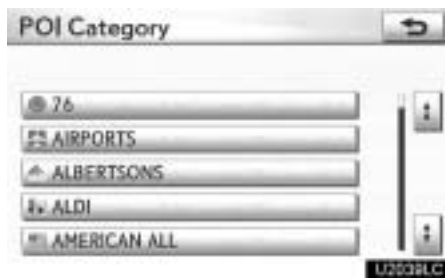 POI Category
76
AIRPORTS
ALBERTSONS
ALDI
AMERICAN ALL
U2039LC